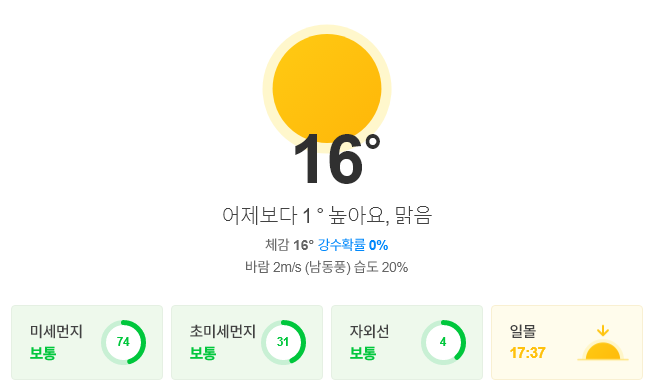 16°
어제보다 1° 높아요, 맑음
체감 16° 강수확률 0%
바람 2m/s (남동풍) 습도 20%
미세먼지
보통
74
초미세먼지
보통
31
자외선
보통
4
일몰
17:37